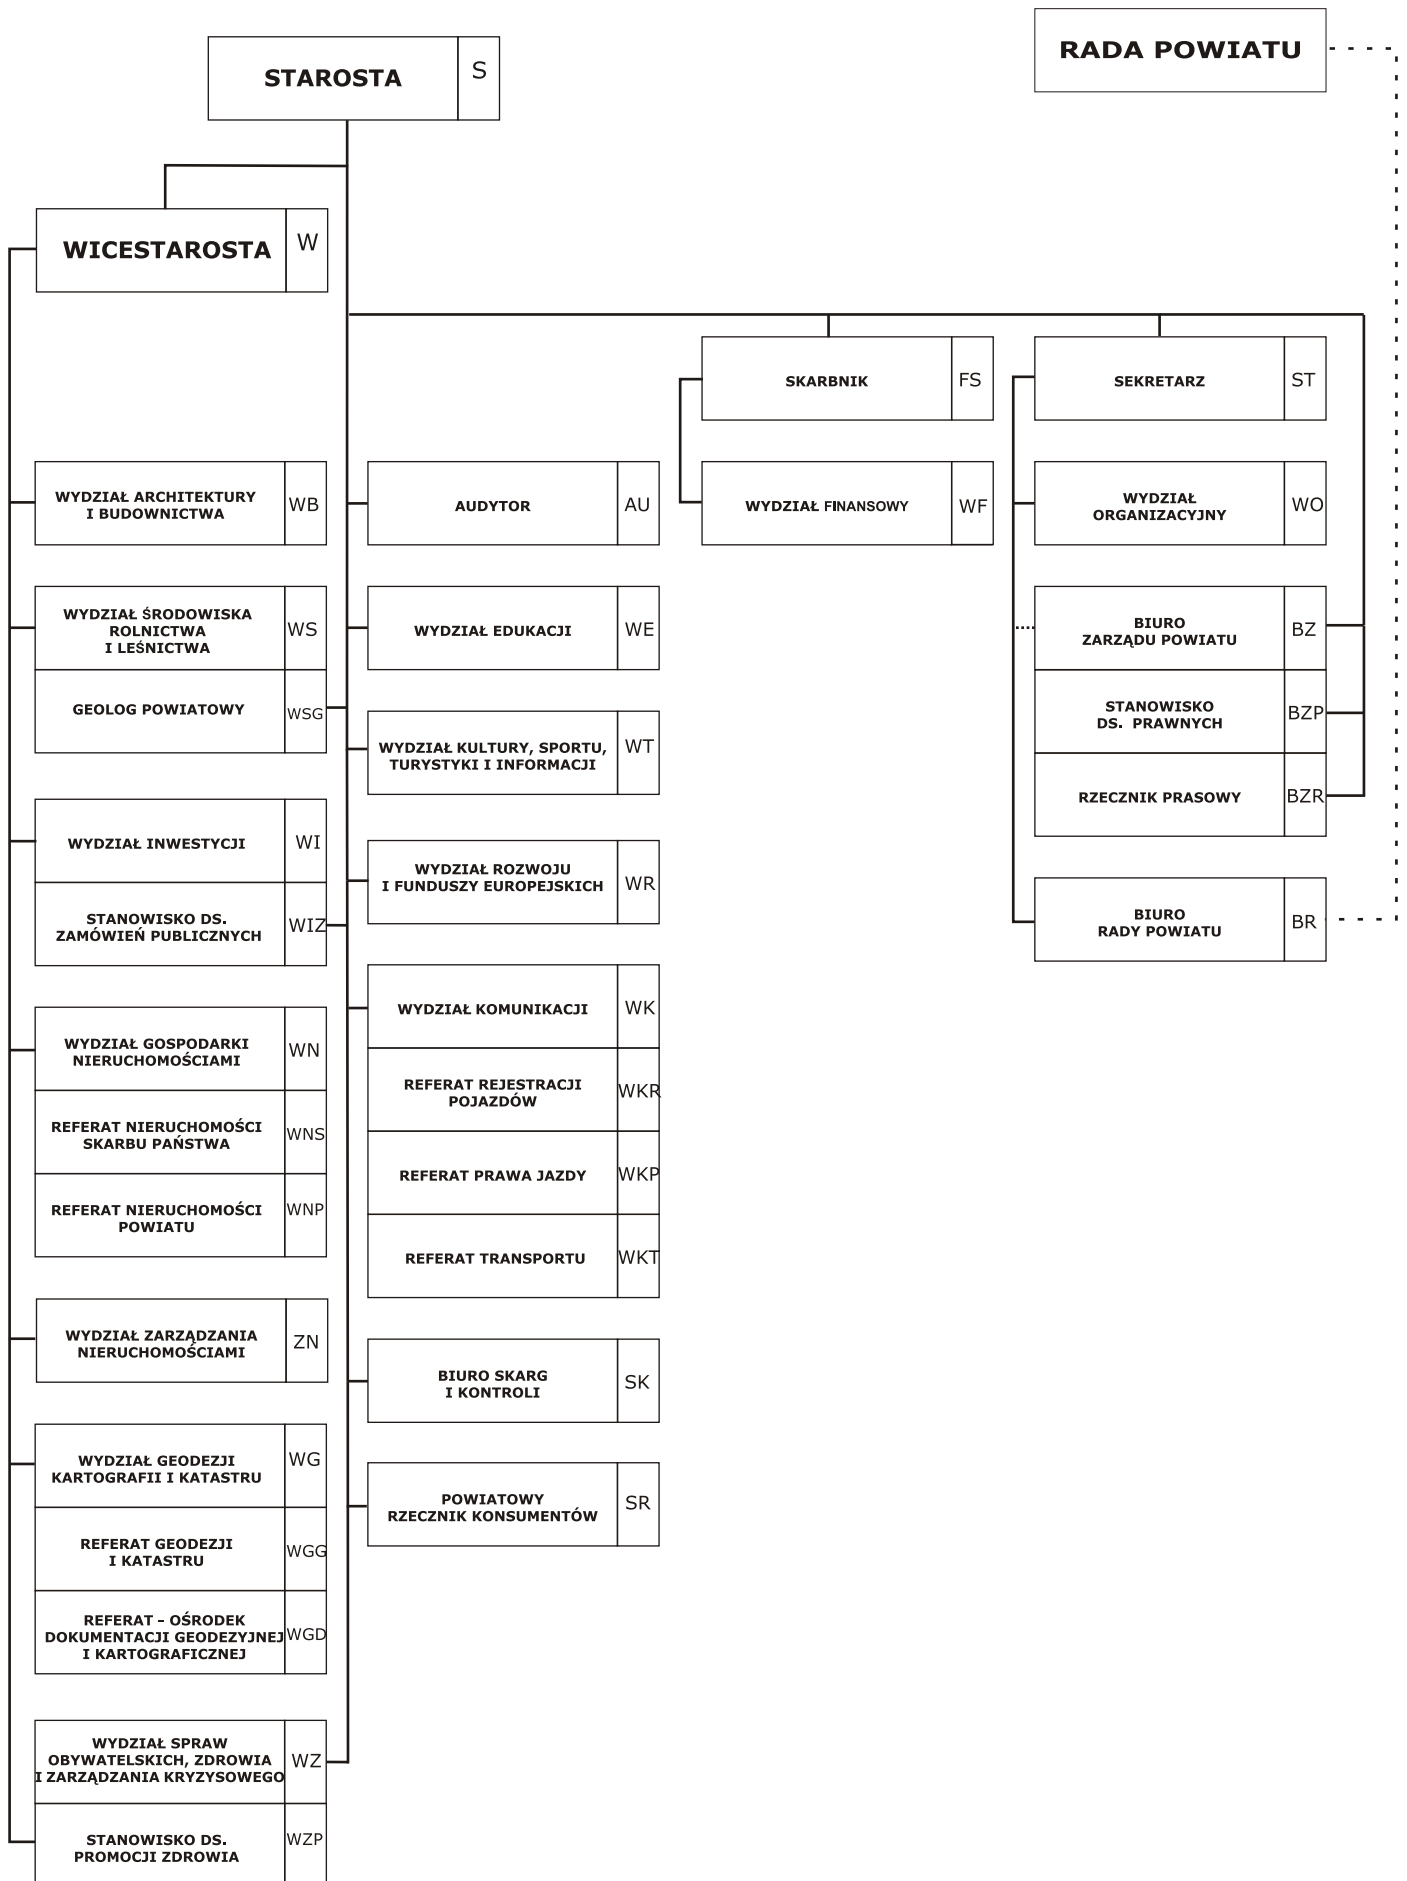 STAROSTA
S
RADA POWIATU
WICESTAROSTA
W
SKARBNIK
FS
SEKRETARZ
ST
WYDZIAŁ ARCHITEKTURY
I BUDOWNICTWA
WB
AUDYTOR
AU
WYDZIAŁ FINANSOWY
WF
WYDZIAŁ
ORGANIZACYJNY
WO
WYDZIAŁ ŚRODOWISKA
ROLNICTWA
I LEŚNICTWA
WS
WYDZIAŁ EDUKACJI
WE
BIURO
ZARZĄDU POWIATU
BZ
GEOLOG POWIATOWY
WSG
STANOWISKO
DS. PRAWNYCH
BZP
WYDZIAŁ KULTURY, SPORTU,
TURYSTYKI I INFORMACJI
WT
RZECZNIK PRASOWY
BZR
WYDZIAŁ INWESTYCJI
WI
WYDZIAŁ ROZWOJU
I FUNDUSZY EUROPEJSKICH
WR
STANOWISKO DS.
ZAMÓWIEŃ PUBLICZNYCH
WIZ
BIURO
RADY POWIATU
BR
WYDZIAŁ KOMUNIKACJI
WK
WYDZIAŁ GOSPODARKI
NIERUCHOMOŚCIAMI
WN
REFERAT REJESTRACJI
POJAZDÓW
WKR
REFERAT NIERUCHOMOŚCI
SKARBU PAŃSTWA
WNS
REFERAT PRAWA JAZDY
WKP
REFERAT NIERUCHOMOŚCI
POWIATU
WNP
REFERAT TRANSPORTU
WKT
WYDZIAŁ ZARZĄDZANIA
NIERUCHOMOŚCIAMI
ZN
BIURO SKARG
I KONTROLI
SK
WYDZIAŁ GEODEZJI
KARTOGRAFII I KATASTRU
WG
POWIATOWY
RZECZNIK KONSUMENTÓW
SR
REFERAT GEODEZJI
I KATASTRU
WGG
REFERAT – OŚRODEK
DOKUMENTACJI GEODEZYJNEJ
I KARTOGRAFICZNEJ
WGD
WYDZIAŁ SPRAW
OBYWATELSKICH, ZDROWIA
I ZARZĄDZANIA KRYZYSOWEGO
WZ
STANOWISKO DS.
PROMOCJI ZDROWIA
WZP